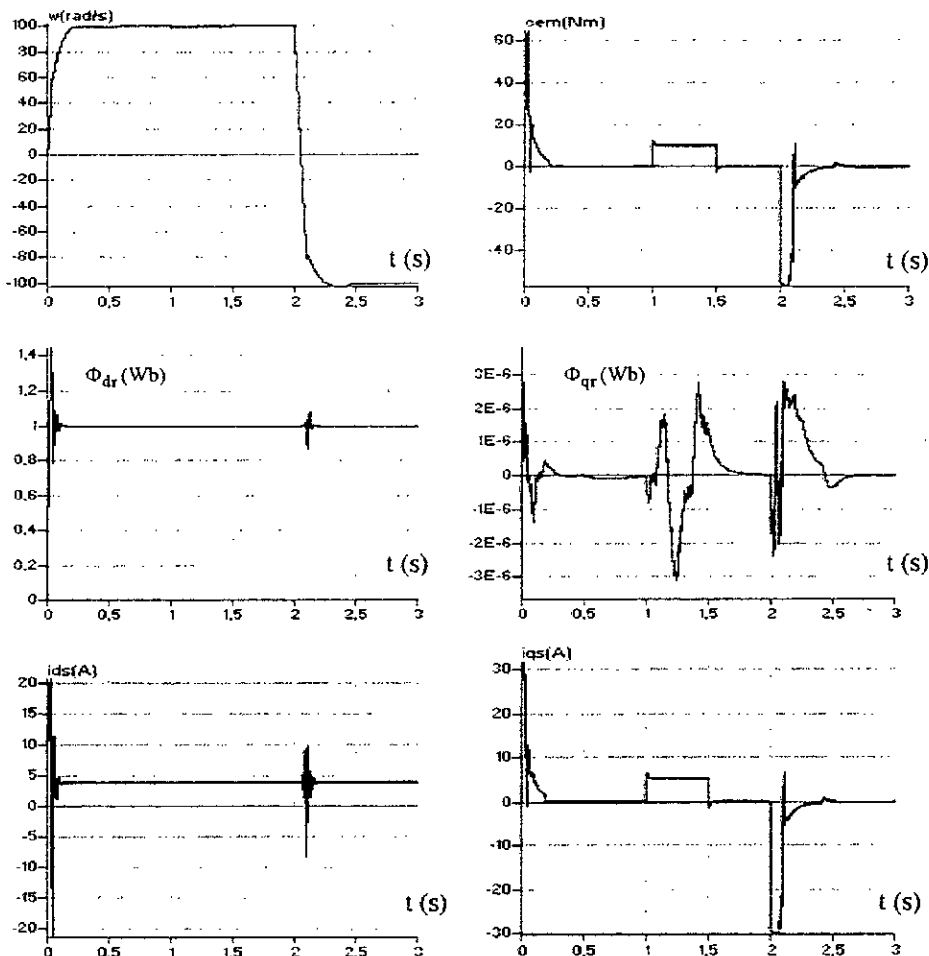 w(rad/s)
100
80
60
40
20
0
-20
-40
-60
-80
-100
t (s)
0 0,5 1 1,5 2 2,5 3
cem(Nm)
60
40
20
0
-20
-40
t (s)
0 0,5 1 1,5 2 2,5 3
Φdr (Wb)
1,4
1,2
1
0,8
0,6
0,4
0,2
0
t (s)
0 0,5 1 1,5 2 2,5 3
Φqr (Wb)
3E-6
2E-6
1E-6
0
-1E-6
-2E-6
-3E-6
t (s)
0 0,5 1 1,5 2 2,5 3
ids(A)
20
15
10
5
0
-5
-10
-15
-20
t (s)
0 0,5 1 1,5 2 2,5 3
iqs(A)
30
20
10
0
-10
-20
-30
t (s)
0 0,5 1 1,5 2 2,5 3